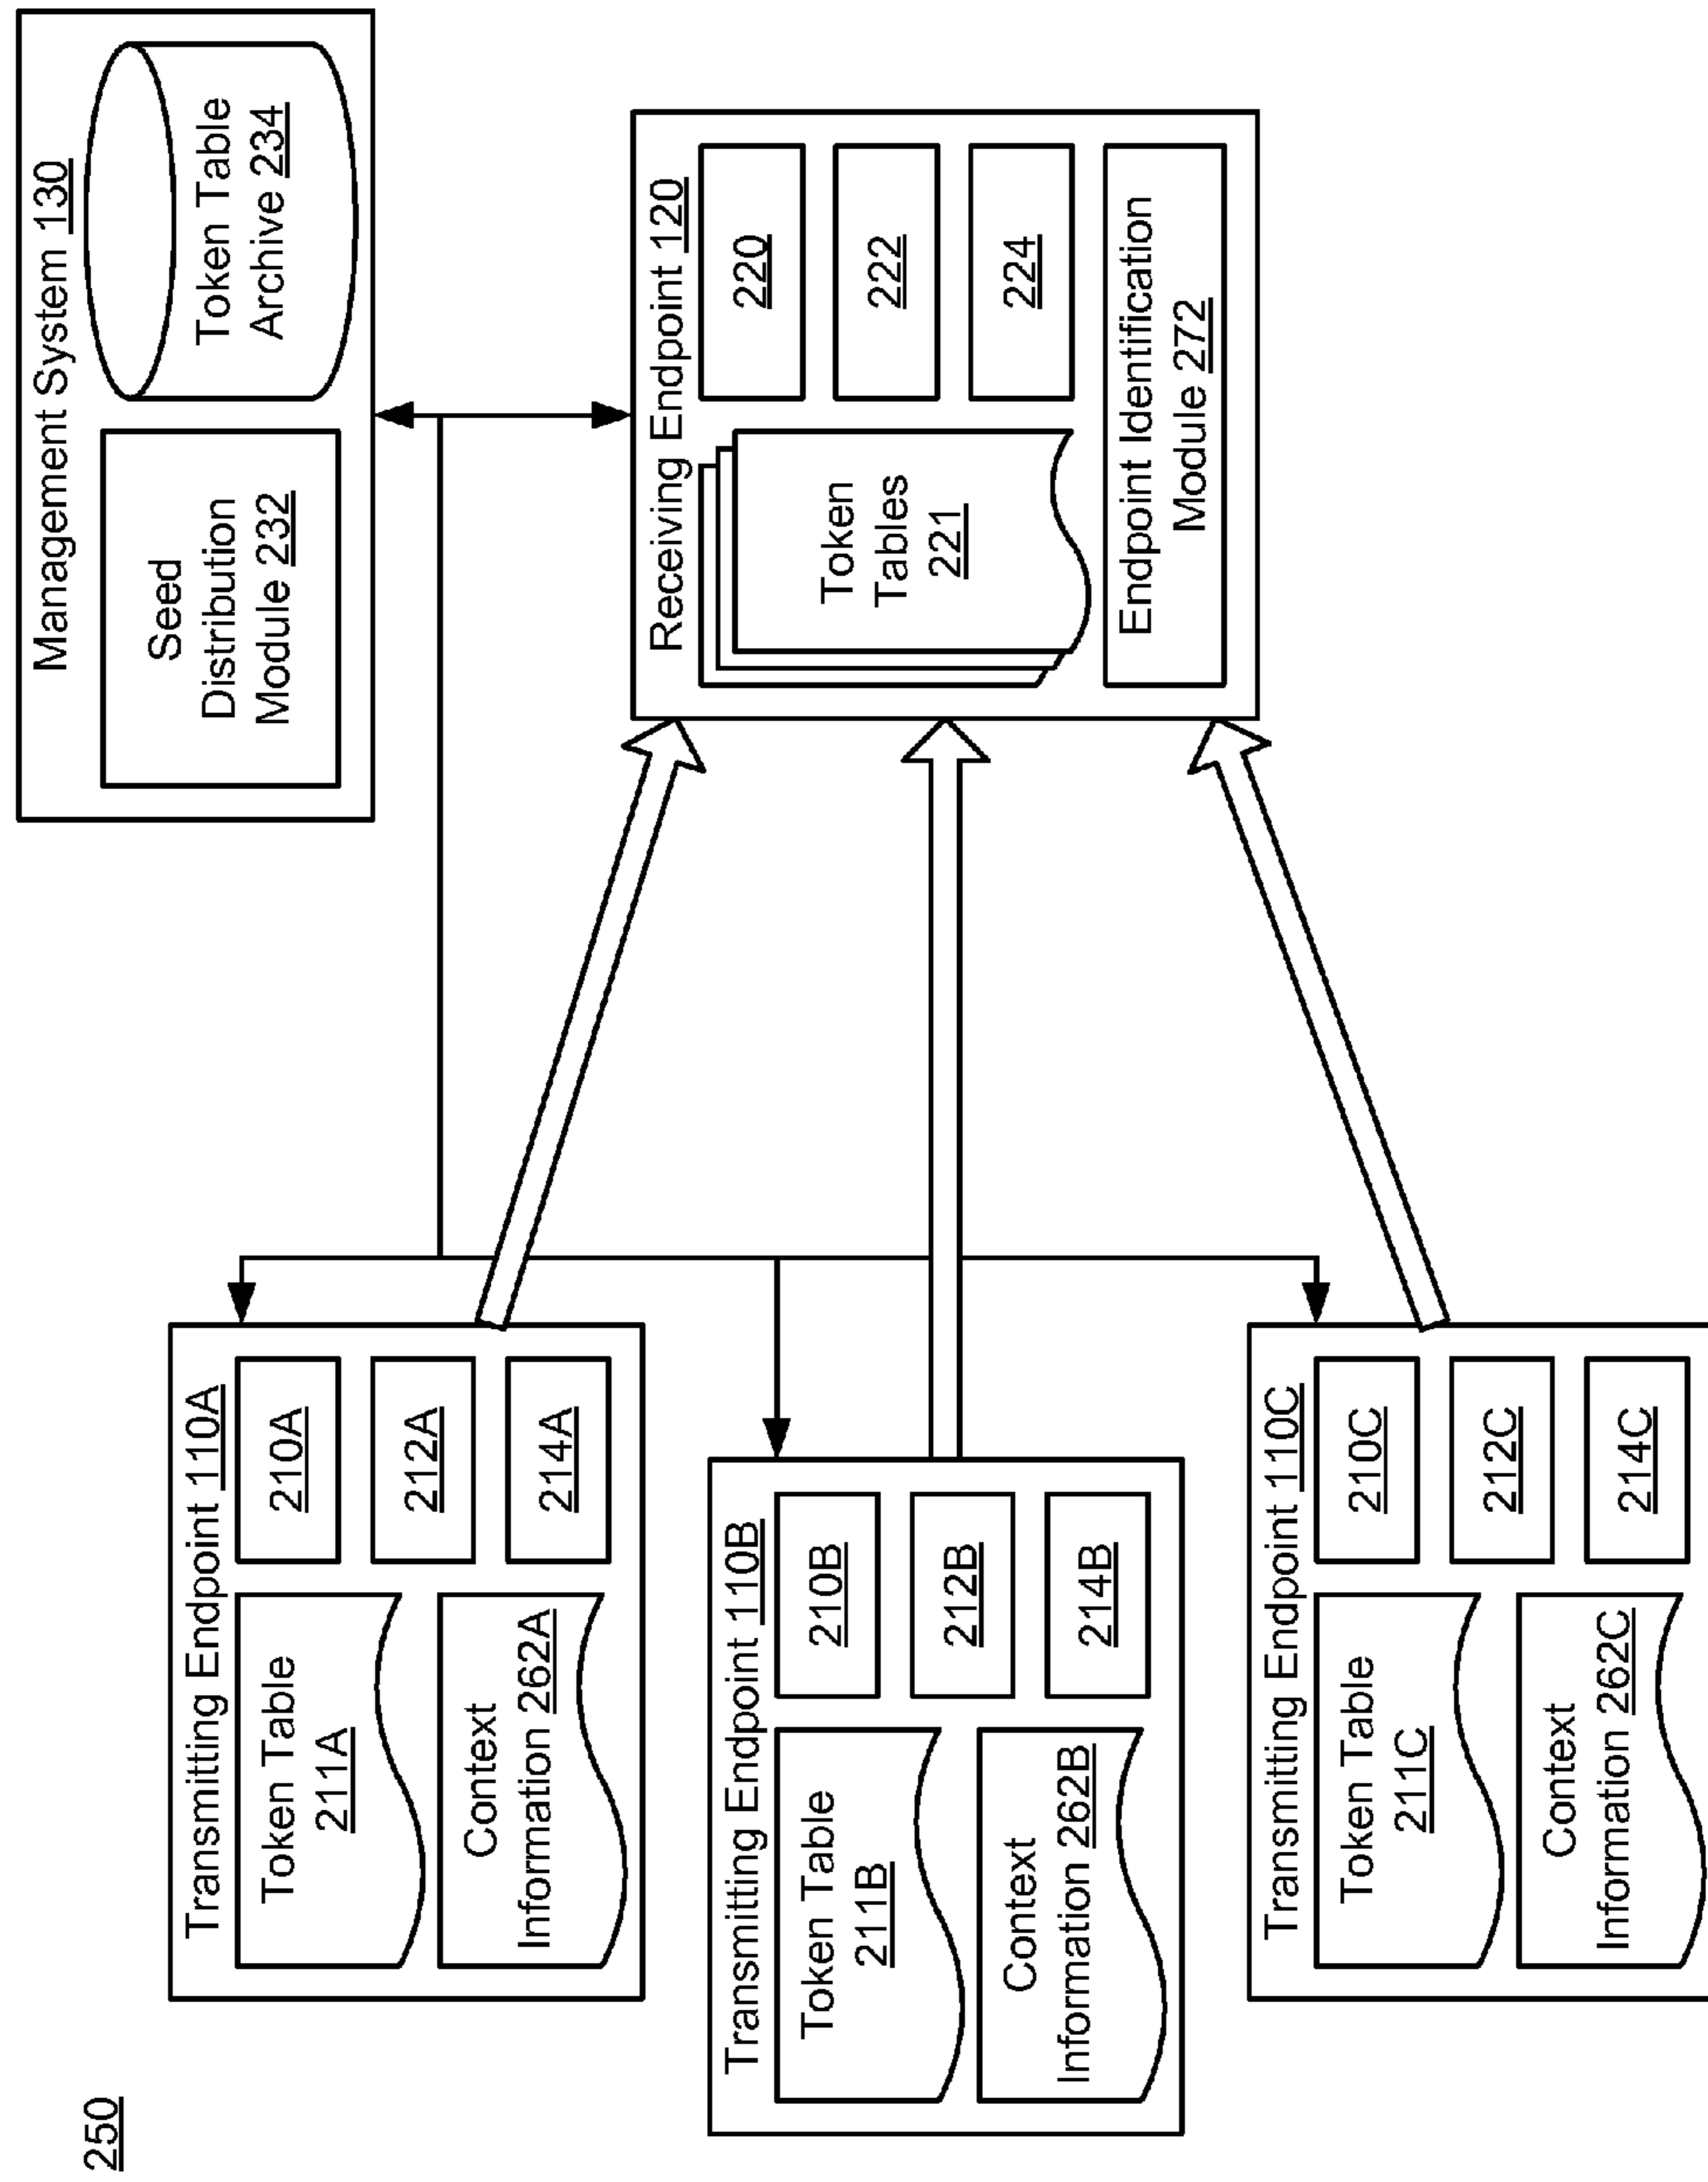 250
Transmitting Endpoint 110A
Token Table
211A
Context
Information 262A
210A
212A
214A
Transmitting Endpoint 110B
Token Table
211B
Context
Information 262B
210B
212B
214B
Transmitting Endpoint 110C
Token Table
211C
Context
Information 262C
210C
212C
214C
Management System 130
Seed
Distribution
Module 232
Token Table
Archive 234
Receiving Endpoint 120
Token
Tables
221
220
222
224
Endpoint Identification
Module 272